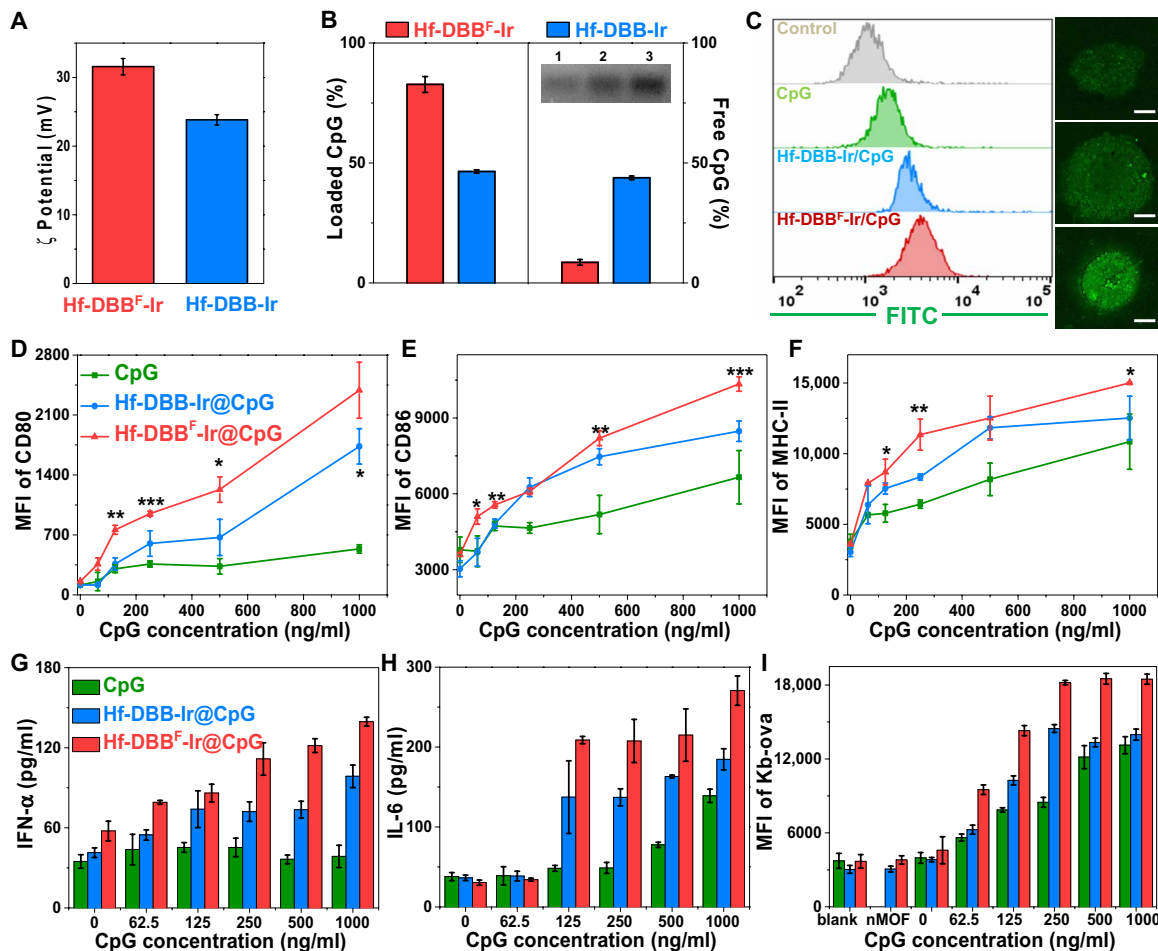 A
ζ Potential (mV)
30
20
10
0
Hf-DBBᶠ-Ir
Hf-DBB-Ir
B
Hf-DBBᶠ-Ir
Hf-DBB-Ir
Loaded CpG (%)
100
50
0
1 2 3
100
50
0
Free CpG (%)
C
Control
CpG
Hf-DBB-Ir/CpG
Hf-DBBᶠ-Ir/CpG
10² 10³ 10⁴ 10⁵
FITC
D
MFI of CD80
2800
2100
1400
700
0
CpG
Hf-DBB-Ir@CpG
Hf-DBBᶠ-Ir@CpG
** *** * *
0 200 400 600 800 1000
CpG concentration (ng/ml)
E
MFI of CD86
9000
6000
3000
* ** ** ***
0 200 400 600 800 1000
CpG concentration (ng/ml)
F
MFI of MHC-II
15,000
10,000
5000
0
* ** *
0 200 400 600 800 1000
CpG concentration (ng/ml)
G
IFN-α (pg/ml)
180
120
60
0
CpG
Hf-DBB-Ir@CpG
Hf-DBBᶠ-Ir@CpG
0 62.5 125 250 500 1000
CpG concentration (ng/ml)
H
IL-6 (pg/ml)
300
200
100
0
0 62.5 125 250 500 1000
CpG concentration (ng/ml)
I
MFI of Kb-ova
18,000
12,000
6000
0
blank nMOF 0 62.5 125 250 500 1000
CpG concentration (ng/ml)